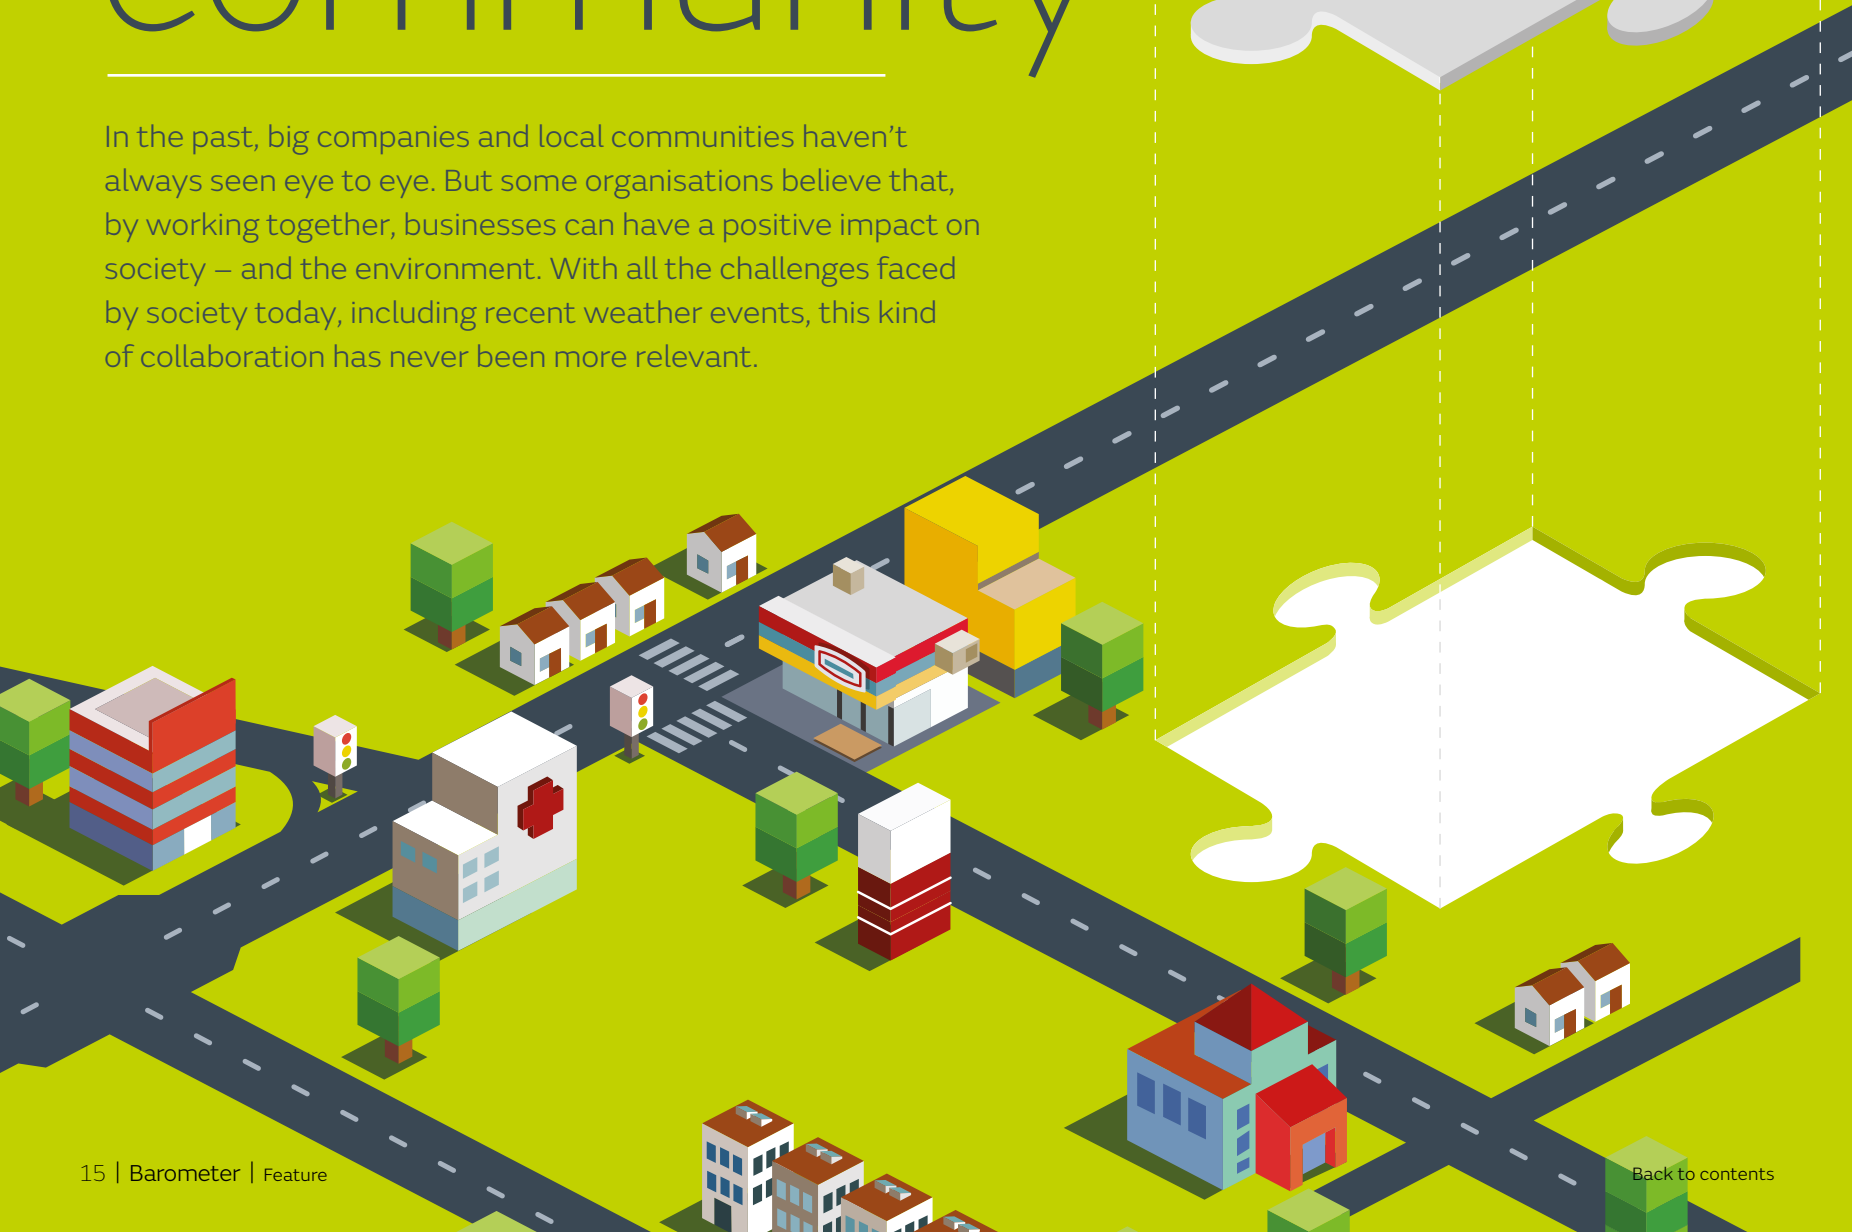 community
In the past, big companies and local communities haven’t
always seen eye to eye. But some organisations believe that,
by working together, businesses can have a positive impact on
society – and the environment. With all the challenges faced
by society today, including recent weather events, this kind
of collaboration has never been more relevant.
15 | Barometer | Feature
Back to contents